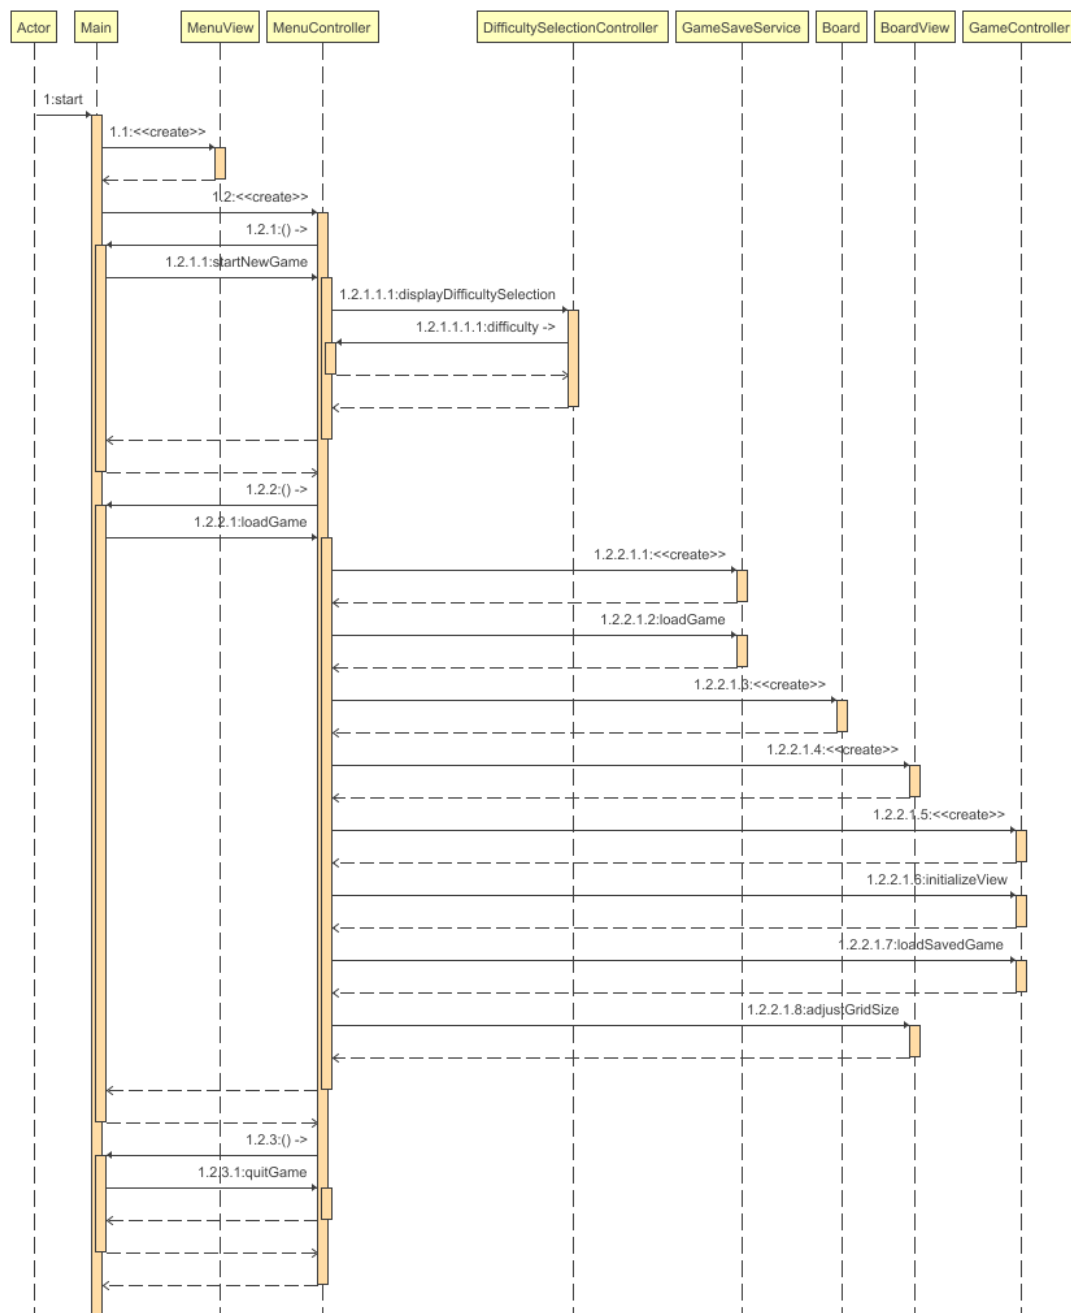 Actor Main MenuView MenuController DifficultySelectionController GameSaveService Board BoardView GameController
1:start
1.1:<<create>>
1.2:<<create>>
1.2.1:() ->
1.2.1.1:startNewGame
1.2.1.1.1:displayDifficultySelection
1.2.1.1.1.1:difficulty ->
1.2.2:() ->
1.2.2.1:loadGame
1.2.2.1.1:<<create>>
1.2.2.1.2:loadGame
1.2.2.1.3:<<create>>
1.2.2.1.4:<<create>>
1.2.2.1.5:<<create>>
1.2.2.1.6:initializeView
1.2.2.1.7:loadSavedGame
1.2.2.1.8:adjustGridSize
1.2.3:() ->
1.2.3.1:quitGame